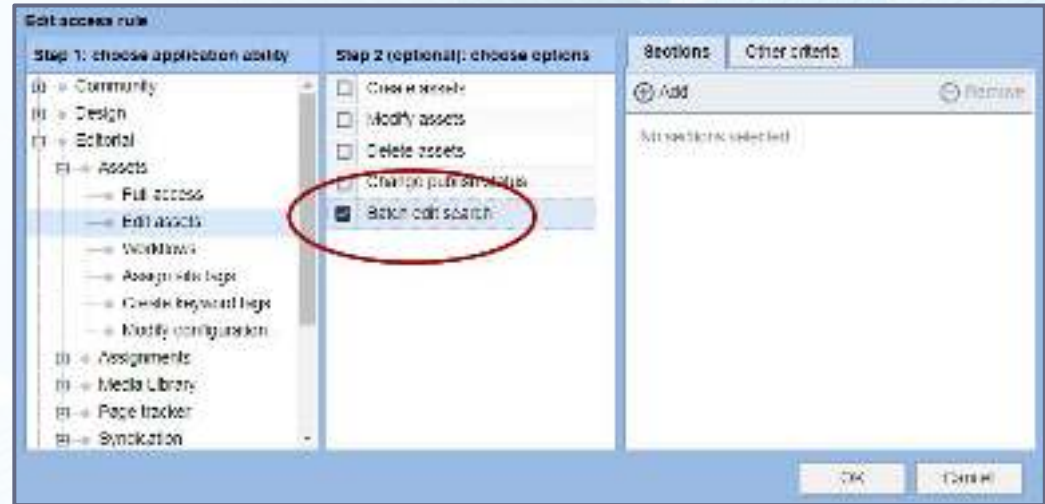 Edit access rule
Step 1: choose application ability
Community
Design
Editorial
Assets
Full access
Edit assets
Workflows
Assign site tags
Create keyword tags
Modify configuration
Assignments
Media Library
Page tracker
Syndication
Step 2 (optional): choose options
Create assets
Modify assets
Delete assets
Change publish status
Batch edit search
Sections
Other criteria
Add
Remove
No sections selected
OK
Cancel